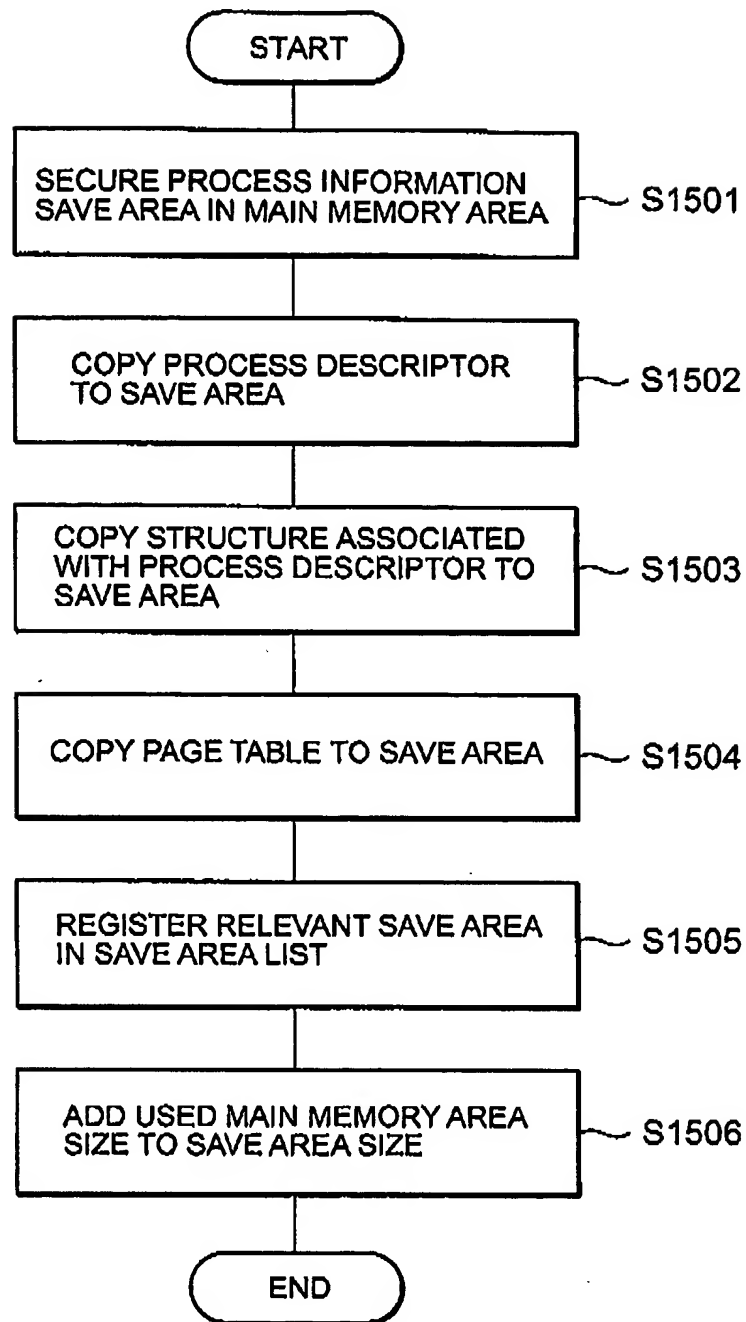 START
SECURE PROCESS INFORMATION
SAVE AREA IN MAIN MEMORY AREA
S1501
COPY PROCESS DESCRIPTOR
TO SAVE AREA
S1502
COPY STRUCTURE ASSOCIATED
WITH PROCESS DESCRIPTOR TO
SAVE AREA
S1503
COPY PAGE TABLE TO SAVE AREA
S1504
REGISTER RELEVANT SAVE AREA
IN SAVE AREA LIST
S1505
ADD USED MAIN MEMORY AREA
SIZE TO SAVE AREA SIZE
S1506
END